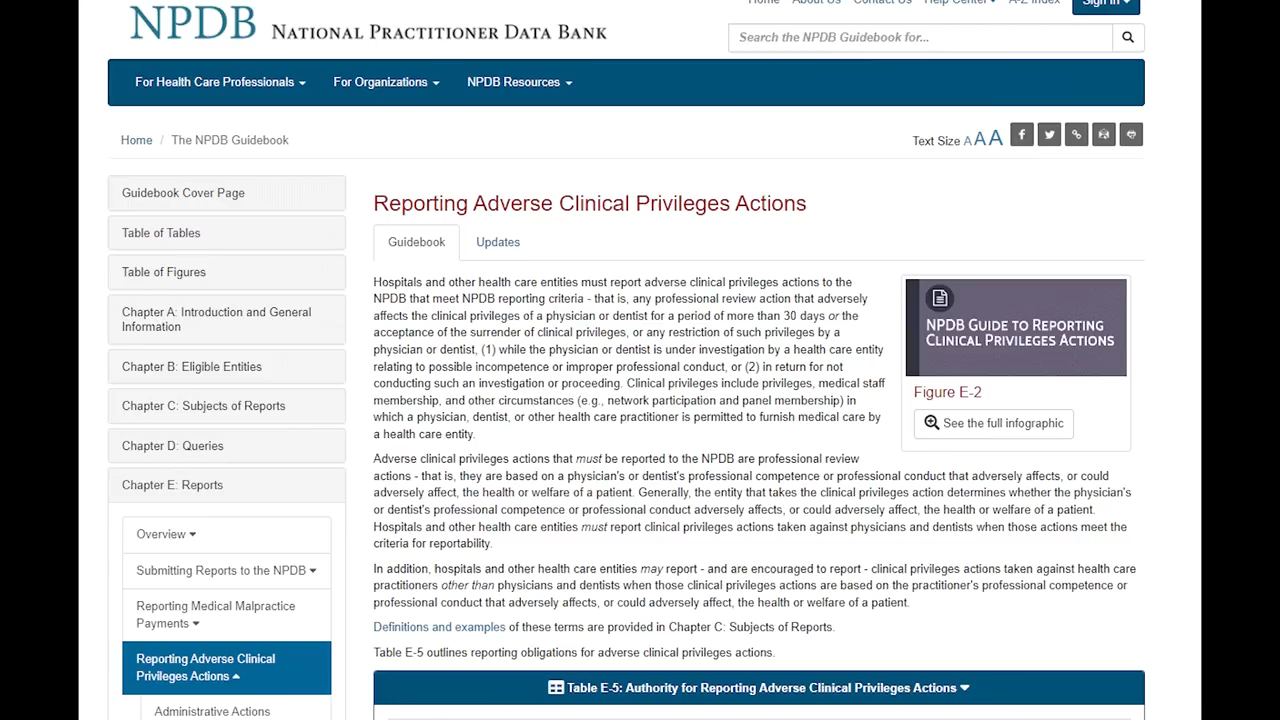 Home About Us Contact Us Help Center A-Z Index Sign In
NPDB NATIONAL PRACTITIONER DATA BANK
Search the NPDB Guidebook for...
For Health Care Professionals For Organizations NPDB Resources
Home / The NPDB Guidebook
Text Size A A A
Guidebook Cover Page
Table of Tables
Table of Figures
Chapter A: Introduction and General
Information
Chapter B: Eligible Entities
Chapter C: Subjects of Reports
Chapter D: Queries
Chapter E: Reports
Overview
Submitting Reports to the NPDB
Reporting Medical Malpractice
Payments
Reporting Adverse Clinical
Privileges Actions
Administrative Actions
Reporting Adverse Clinical Privileges Actions
Guidebook Updates
Hospitals and other health care entities must report adverse clinical privileges actions to the
NPDB that meet NPDB reporting criteria - that is, any professional review action that adversely
affects the clinical privileges of a physician or dentist for a period of more than 30 days or the
acceptance of the surrender of clinical privileges, or any restriction of such privileges by a
physician or dentist, (1) while the physician or dentist is under investigation by a health care entity
relating to possible incompetence or improper professional conduct, or (2) in return for not
conducting such an investigation or proceeding. Clinical privileges include privileges, medical staff
membership, and other circumstances (e.g., network participation and panel membership) in
which a physician, dentist, or other health care practitioner is permitted to furnish medical care by
a health care entity.
NPDB GUIDE TO REPORTING
CLINICAL PRIVILEGES ACTIONS
Figure E-2
See the full infographic
Adverse clinical privileges actions that must be reported to the NPDB are professional review
actions - that is, they are based on a physician's or dentist's professional competence or professional conduct that adversely affects, or could
adversely affect, the health or welfare of a patient. Generally, the entity that takes the clinical privileges action determines whether the physician's
or dentist's professional competence or professional conduct adversely affects, or could adversely affect, the health or welfare of a patient.
Hospitals and other health care entities must report clinical privileges actions taken against physicians and dentists when those actions meet the
criteria for reportability.
In addition, hospitals and other health care entities may report - and are encouraged to report - clinical privileges actions taken against health care
practitioners other than physicians and dentists when those clinical privileges actions are based on the practitioner's professional competence or
professional conduct that adversely affects, or could adversely affect, the health or welfare of a patient.
Definitions and examples of these terms are provided in Chapter C: Subjects of Reports.
Table E-5 outlines reporting obligations for adverse clinical privileges actions.
Table E-5: Authority for Reporting Adverse Clinical Privileges Actions